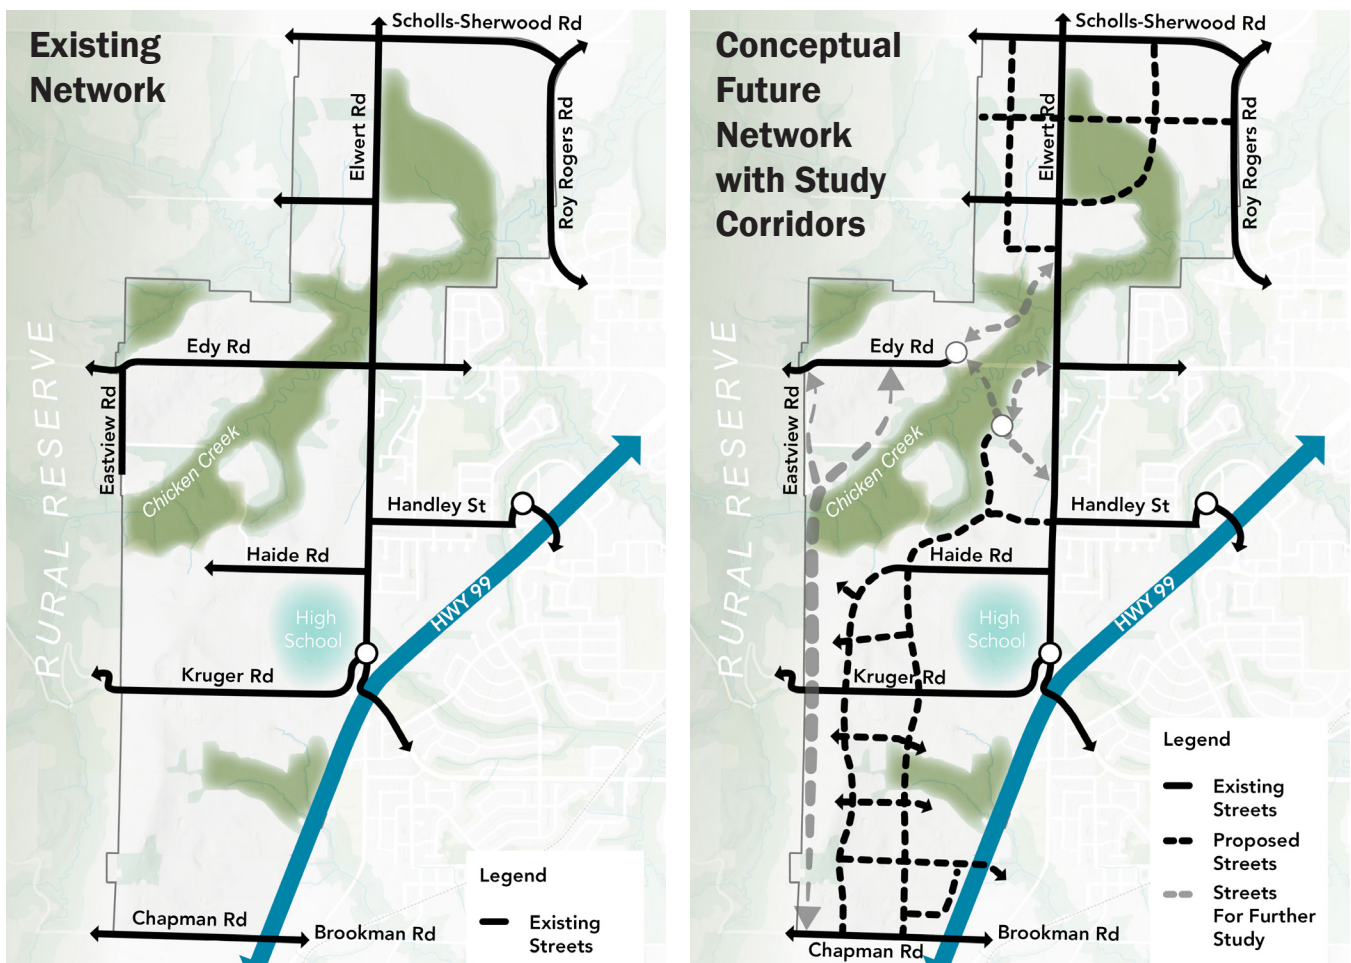 Existing
Network
Scholls-Sherwood Rd
Elwert Rd
Roy Rogers Rd
RURAL RESERVE
Edy Rd
Eastview Rd
Chicken Creek
Handley St
Haide Rd
HWY 99
High
School
Kruger Rd
Chapman Rd
Brookman Rd
Legend
Existing
Streets
Conceptual
Future
Network
with Study
Corridors
Scholls-Sherwood Rd
Elwert Rd
Roy Rogers Rd
RURAL RESERVE
Edy Rd
Eastview Rd
Chicken Creek
Handley St
Haide Rd
HWY 99
High
School
Kruger Rd
Chapman Rd
Brookman Rd
Legend
Existing
Streets
Proposed
Streets
Streets
For Further
Study